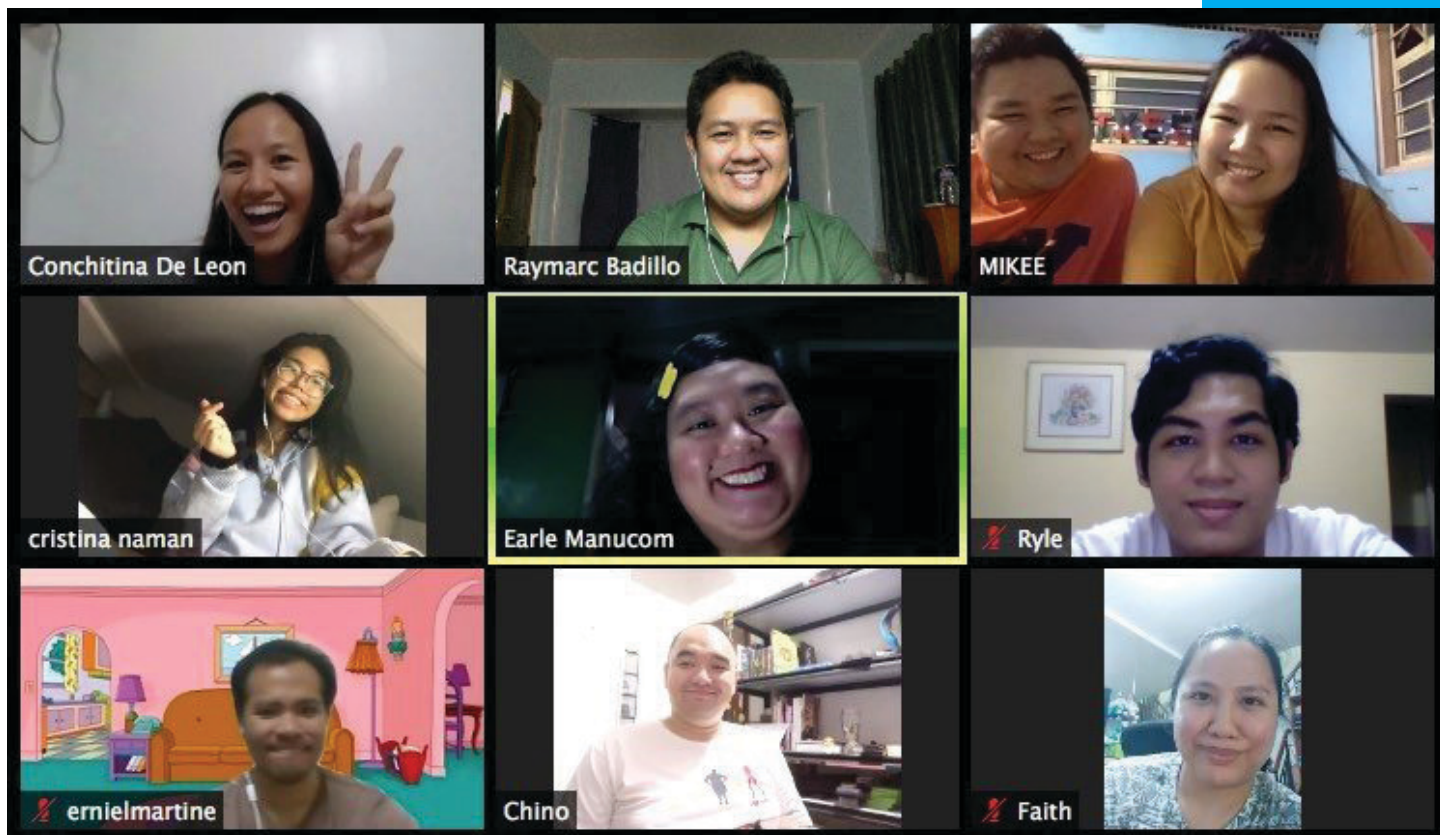 Conchitina De Leon
Raymarc Badillo
MIKEE
cristina naman
Earle Manucom
Ryle
ernielmartine
Chino
Faith